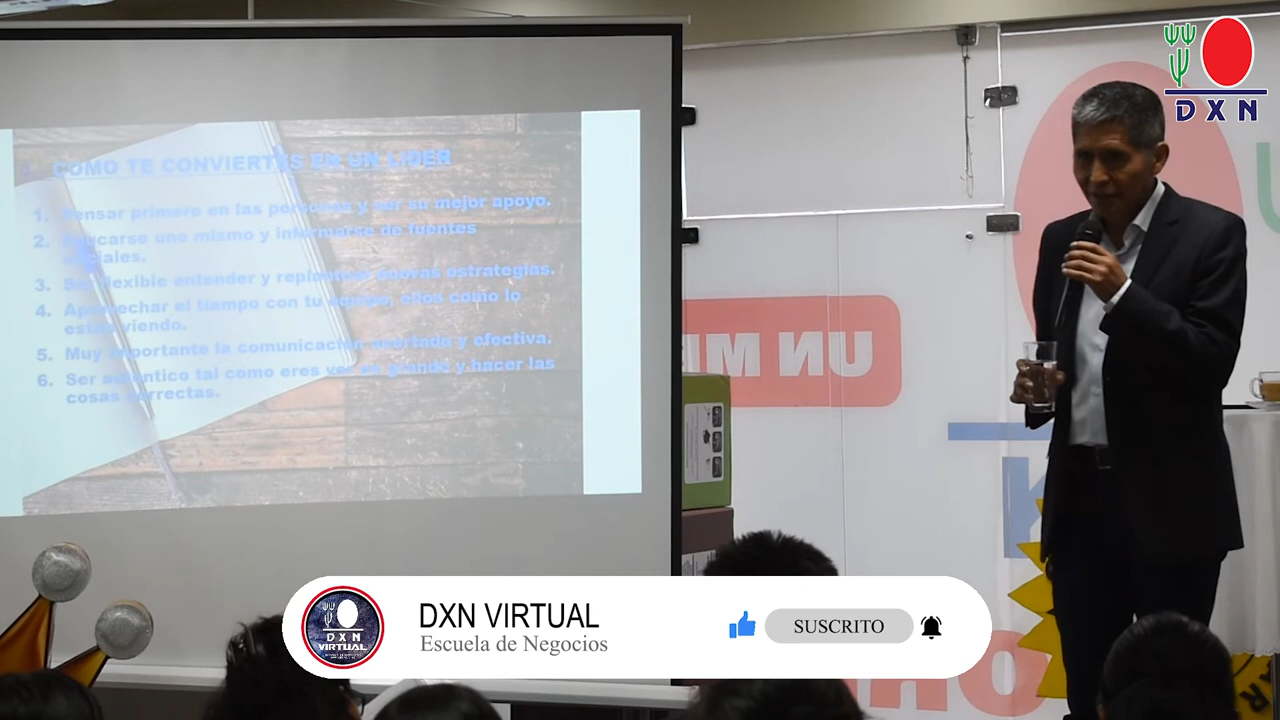 DXN
COMO TE CONVIERTES EN UN LIDER
1. Pensar primero en las personas y ser su mejor apoyo.
2. Educarse uno mismo y informarse de fuentes
3. Ser flexible entender y replantear nuevas estrategias.
4. Aprovechar el tiempo con tu equipo, ellos como lo
están viendo.
5. Muy importante la comunicación acertada y efectiva.
6. Ser auténtico tal como eres ver en grande y hacer las
cosas correctas.
UN
DXN
VIRTUAL
DXN VIRTUAL
Escuela de Negocios
SUSCRITO